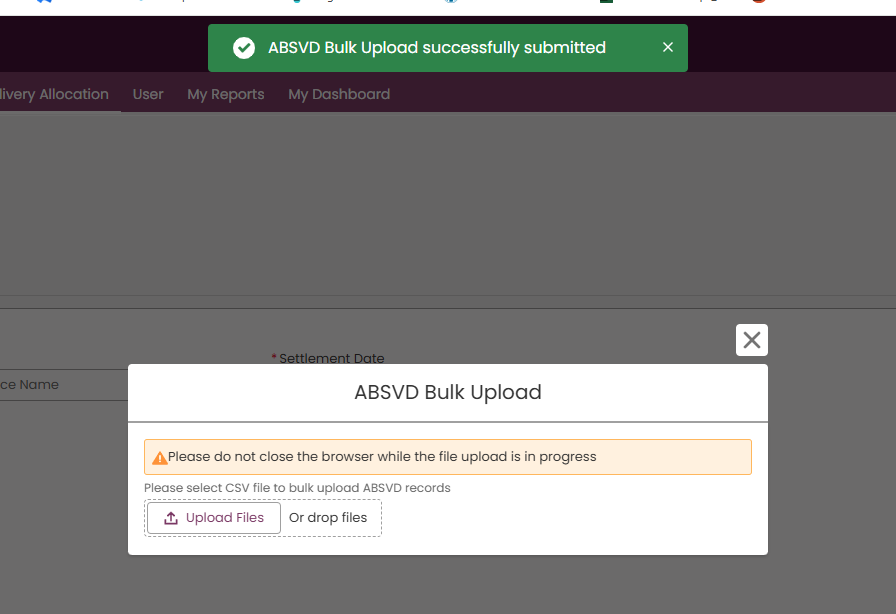 ABSVD Bulk Upload successfully submitted
livery Allocation User My Reports My Dashboard
* Settlement Date
ce Name
ABSVD Bulk Upload
Please do not close the browser while the file upload is in progress
Please select CSV file to bulk upload ABSVD records
Upload Files Or drop files